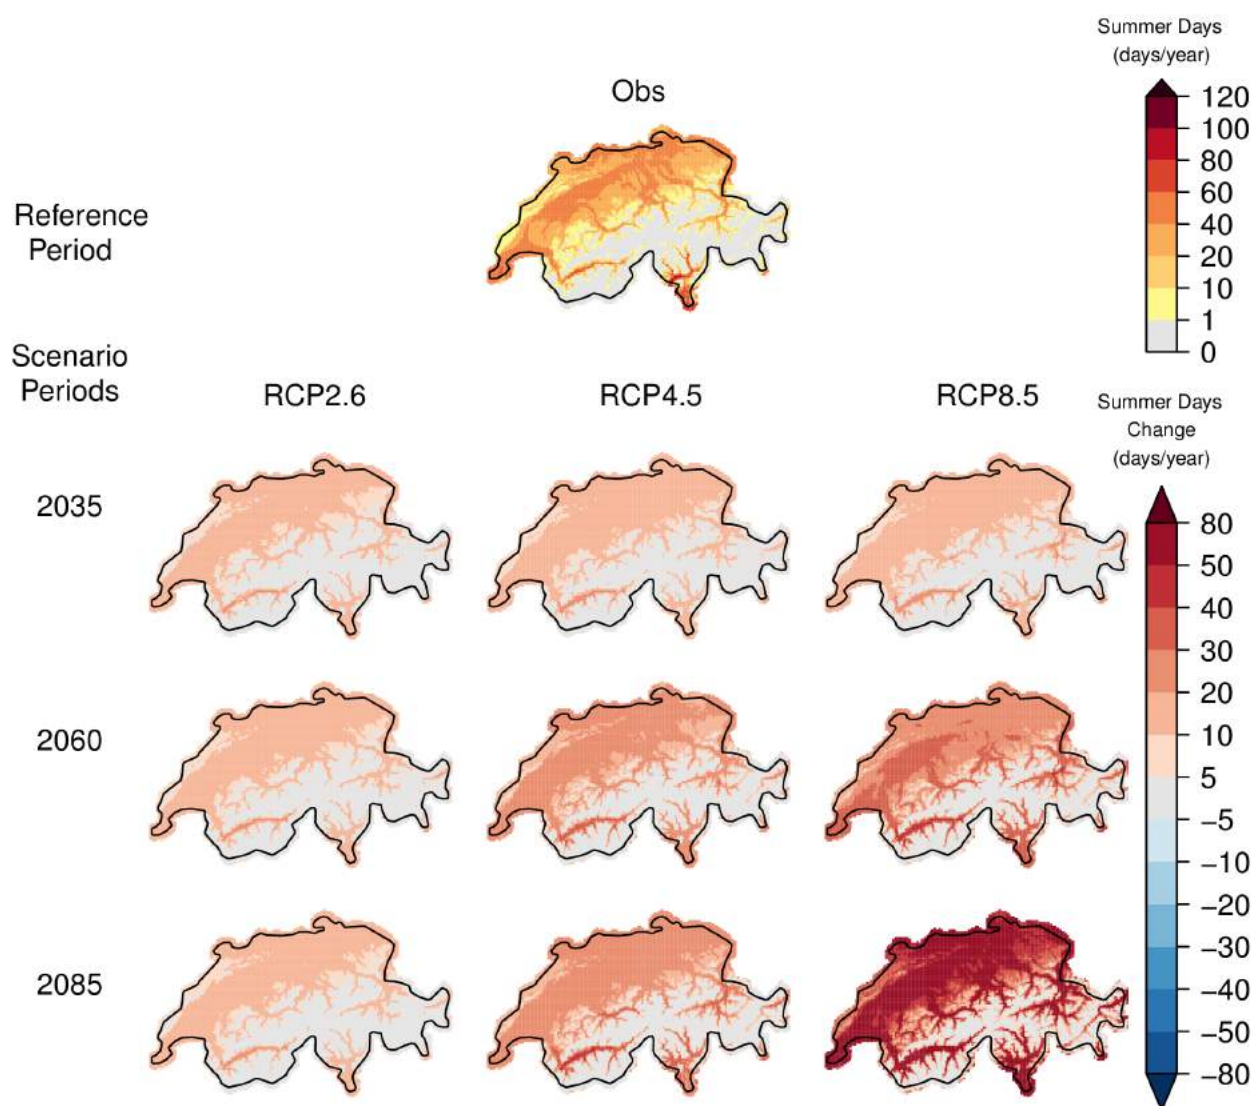 Summer Days
(days/year)
Obs
120
100
80
60
40
20
10
1
0
Reference
Period
Scenario
Periods
RCP2.6
RCP4.5
RCP8.5
Summer Days
Change
(days/year)
2035
2060
2085
80
50
40
30
20
10
5
−5
−10
−20
−30
−40
−50
−80